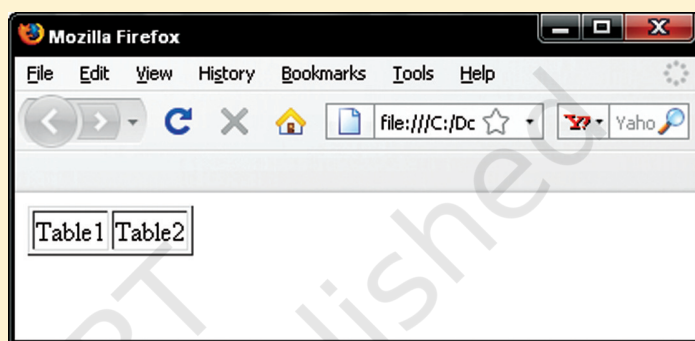 Mozilla Firefox
File Edit View History Bookmarks Tools Help
file:///C:/Dc Yaho
Table1 Table2